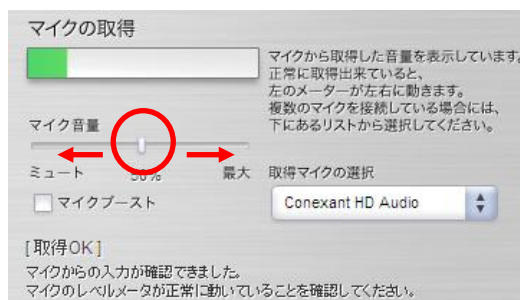 マイクの取得
マイクから取得した音量を表示しています。
正常に取得出来ていると、
左のメーターが左右に動きます。
複数のマイクを接続している場合には、
下にあるリストから選択してください。
マイク音量
ミュート 50% 最大
マイクブースト
取得マイクの選択
Conexant HD Audio
[取得OK]
マイクからの入力が確認できました。
マイクのレベルメータが正常に動いていることを確認してください。